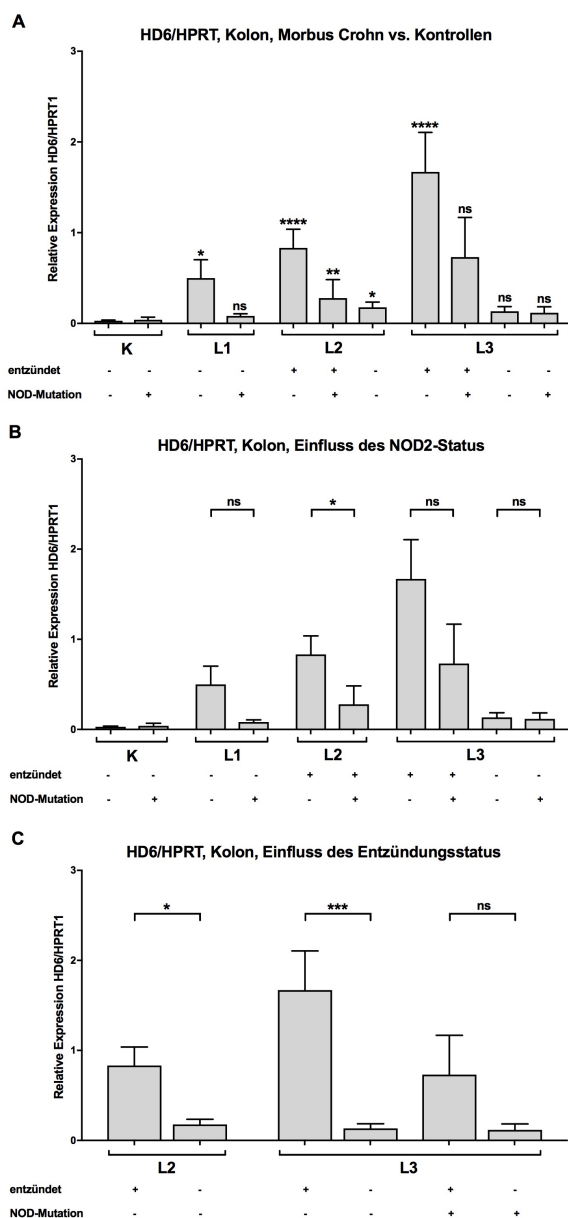 A
HD6/HPRT, Kolon, Morbus Crohn vs. Kontrollen
Relative Expression HD6/HPRT1
3
2
1
0
* ns **** ** * **** ns ns ns
K L1 L2 L3
entzündet - - - - + + - + + - -
NOD-Mutation - + - + - + - - + - +
B
HD6/HPRT, Kolon, Einfluss des NOD2-Status
Relative Expression HD6/HPRT1
3
2
1
0
ns * ns ns
K L1 L2 L3
entzündet - - - - + + + + - -
NOD-Mutation - + - + - + - + - +
C
HD6/HPRT, Kolon, Einfluss des Entzündungsstatus
Relative Expression HD6/HPRT1
3
2
1
0
* *** ns
L2 L3
entzündet + - + - + -
NOD-Mutation - - - - + +